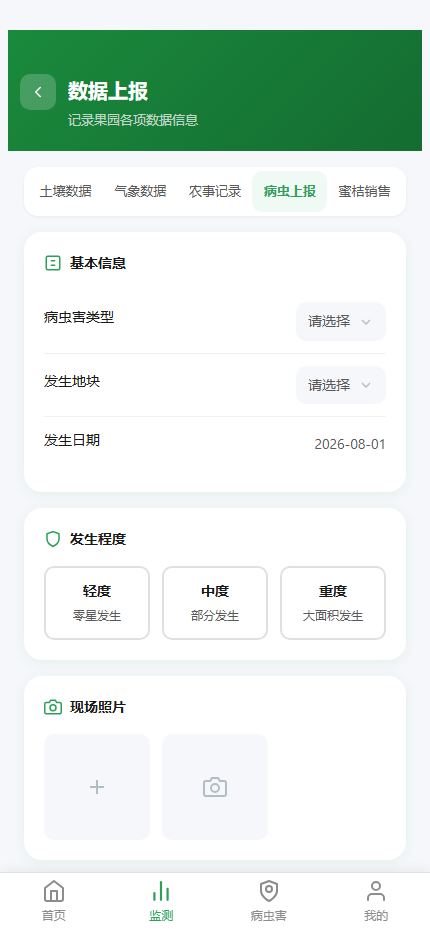 数据上报
记录果园各项数据信息
土壤数据 气象数据 农事记录 病虫上报 蜜桔销售
基本信息
病虫害类型 请选择
发生地块 请选择
发生日期 2026-08-01
发生程度
轻度 中度 重度
零星发生 部分发生 大面积发生
现场照片
首页 监测 病虫害 我的